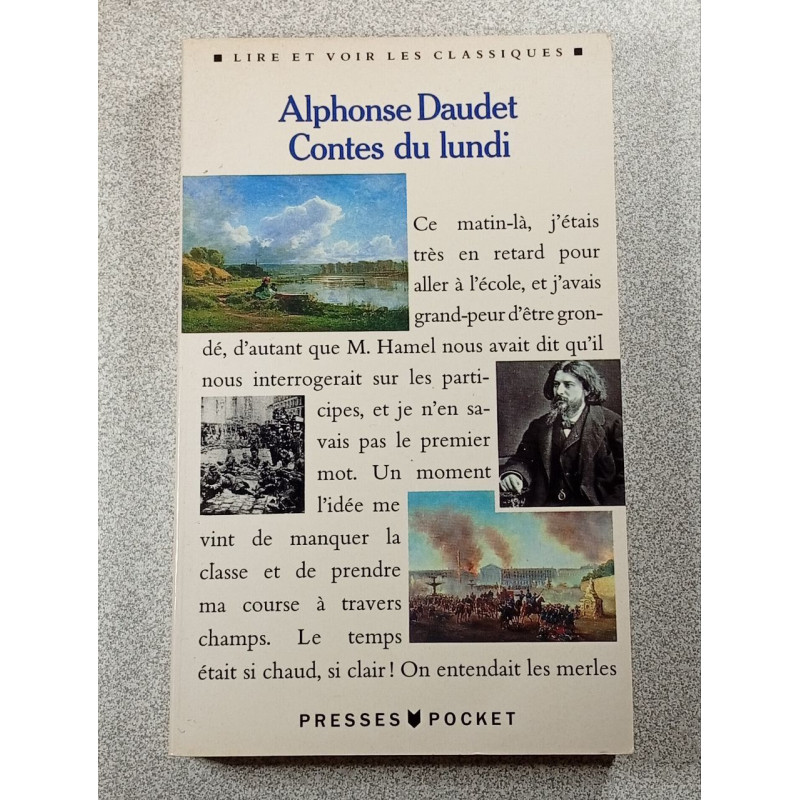 ■ LIRE ET VOIR LES CLASSIQUES ■
Alphonse Daudet
Contes du lundi
Ce matin-là, j'étais
très en retard pour
aller à l'école, et j'avais
grand-peur d'être gron-
dé, d'autant que M. Hamel nous avait dit qu'il
nous interrogerait sur les parti-
cipes, et je n'en sa-
vais pas le premier
mot. Un moment
l'idée me
vint de manquer la
classe et de prendre
ma course à travers
champs. Le temps
était si chaud, si clair ! On entendait les merles
PRESSES POCKET